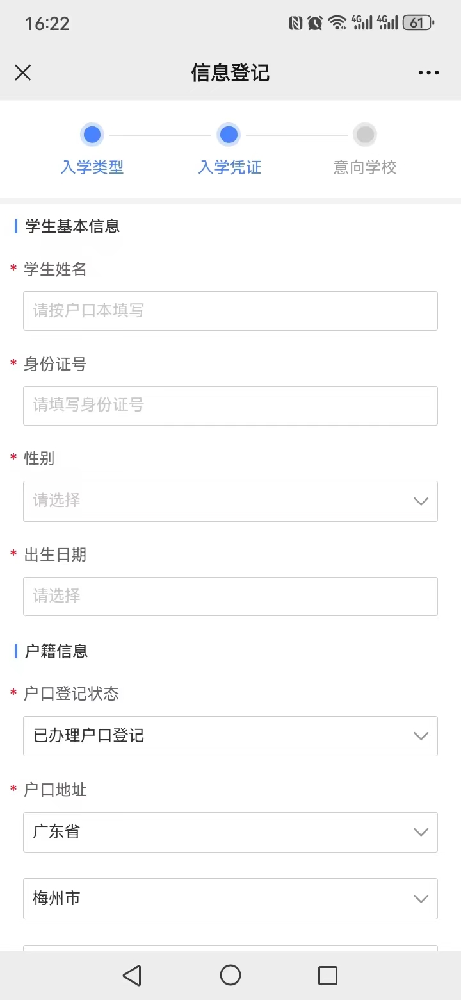 16:22
4G 4G 61
信息登记
入学类型 入学凭证 意向学校
学生基本信息
* 学生姓名
请按户口本填写
* 身份证号
请填写身份证号
* 性别
请选择
* 出生日期
请选择
户籍信息
* 户口登记状态
已办理户口登记
* 户口地址
广东省
梅州市